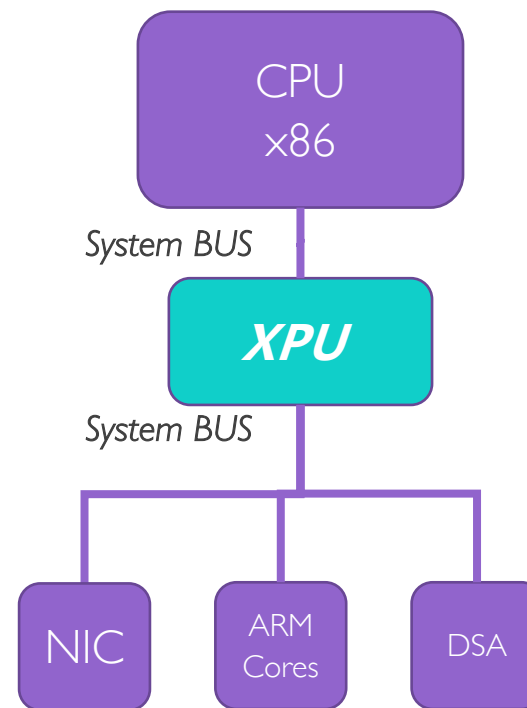 CPU
x86
System BUS
XPU
System BUS
NIC
ARM
Cores
DSA